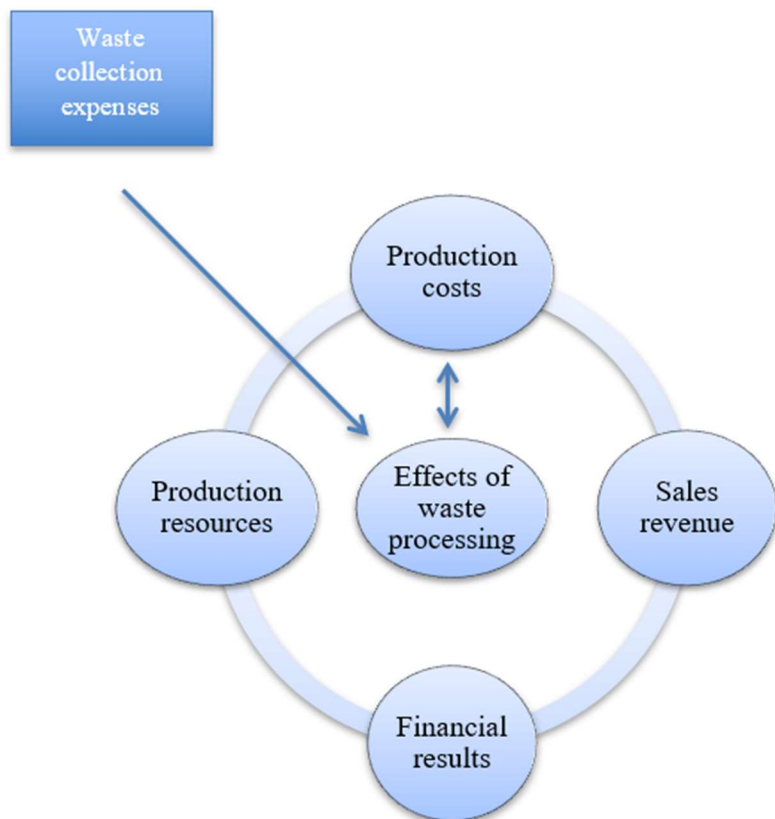 Waste
collection
expenses
Production
costs
Production
resources
Effects of
waste
processing
Sales
revenue
Financial
results